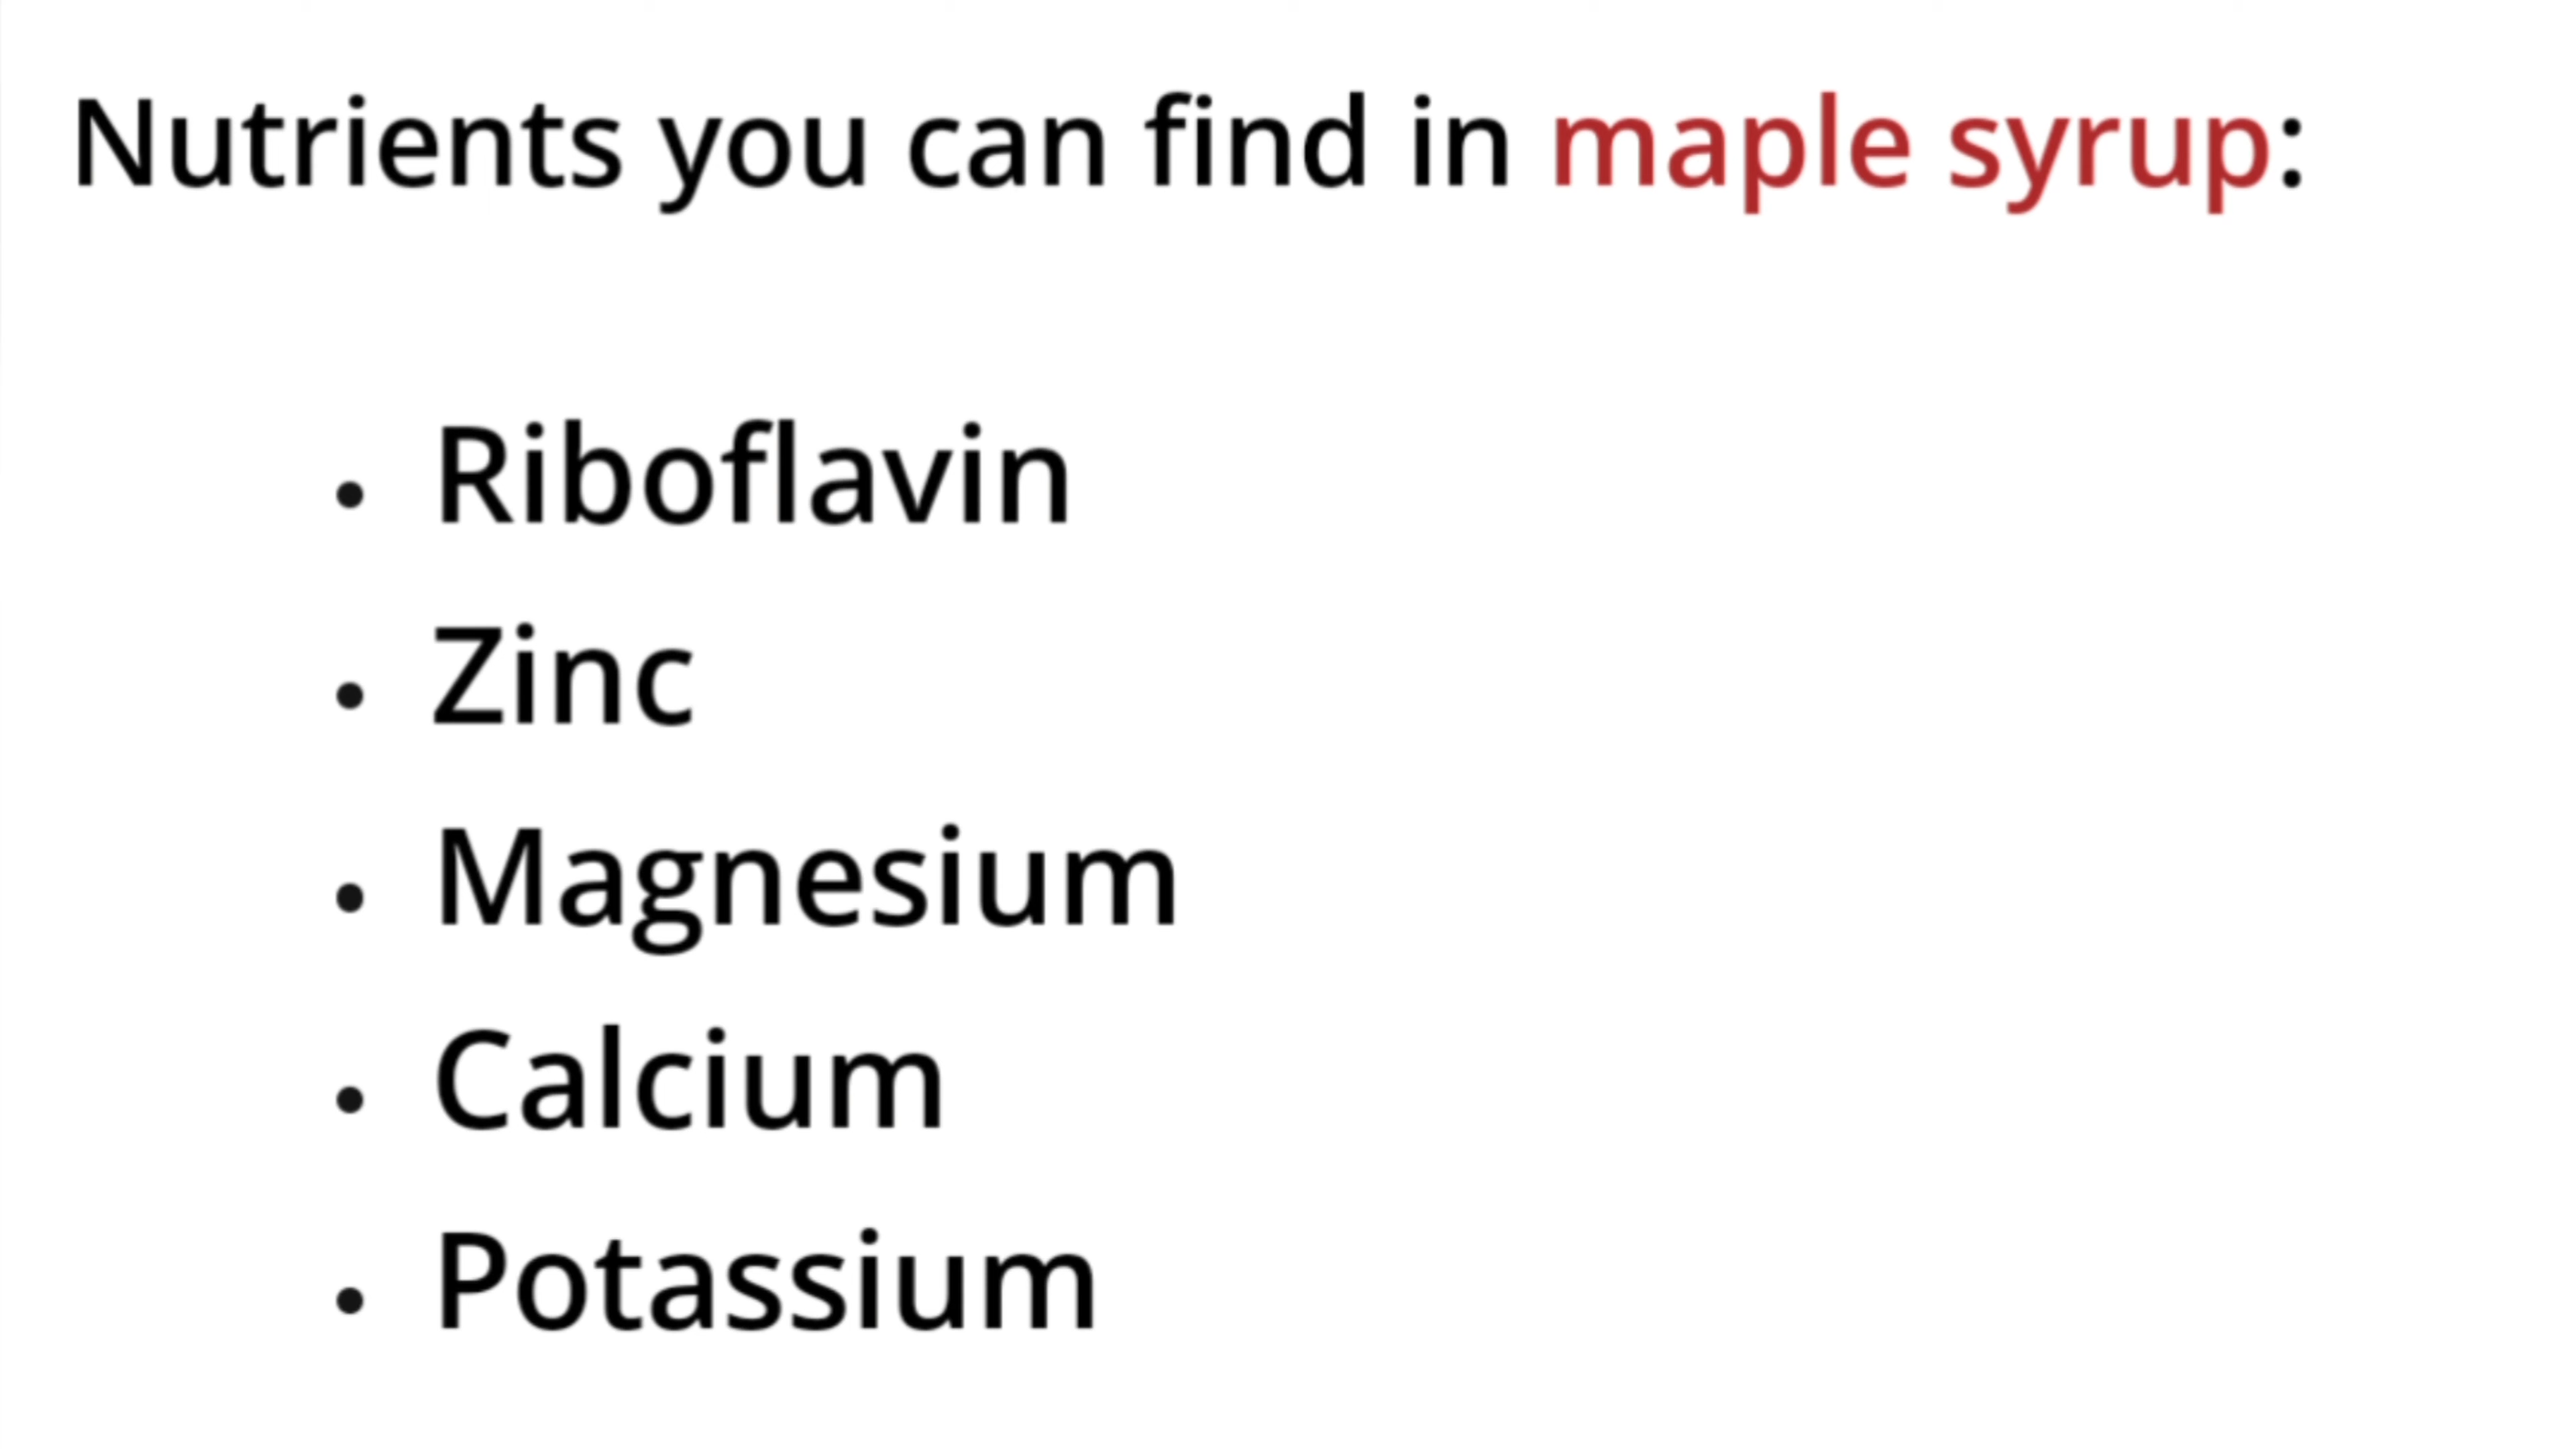 Nutrients you can find in maple syrup:
• Riboflavin
• Zinc
• Magnesium
• Calcium
• Potassium